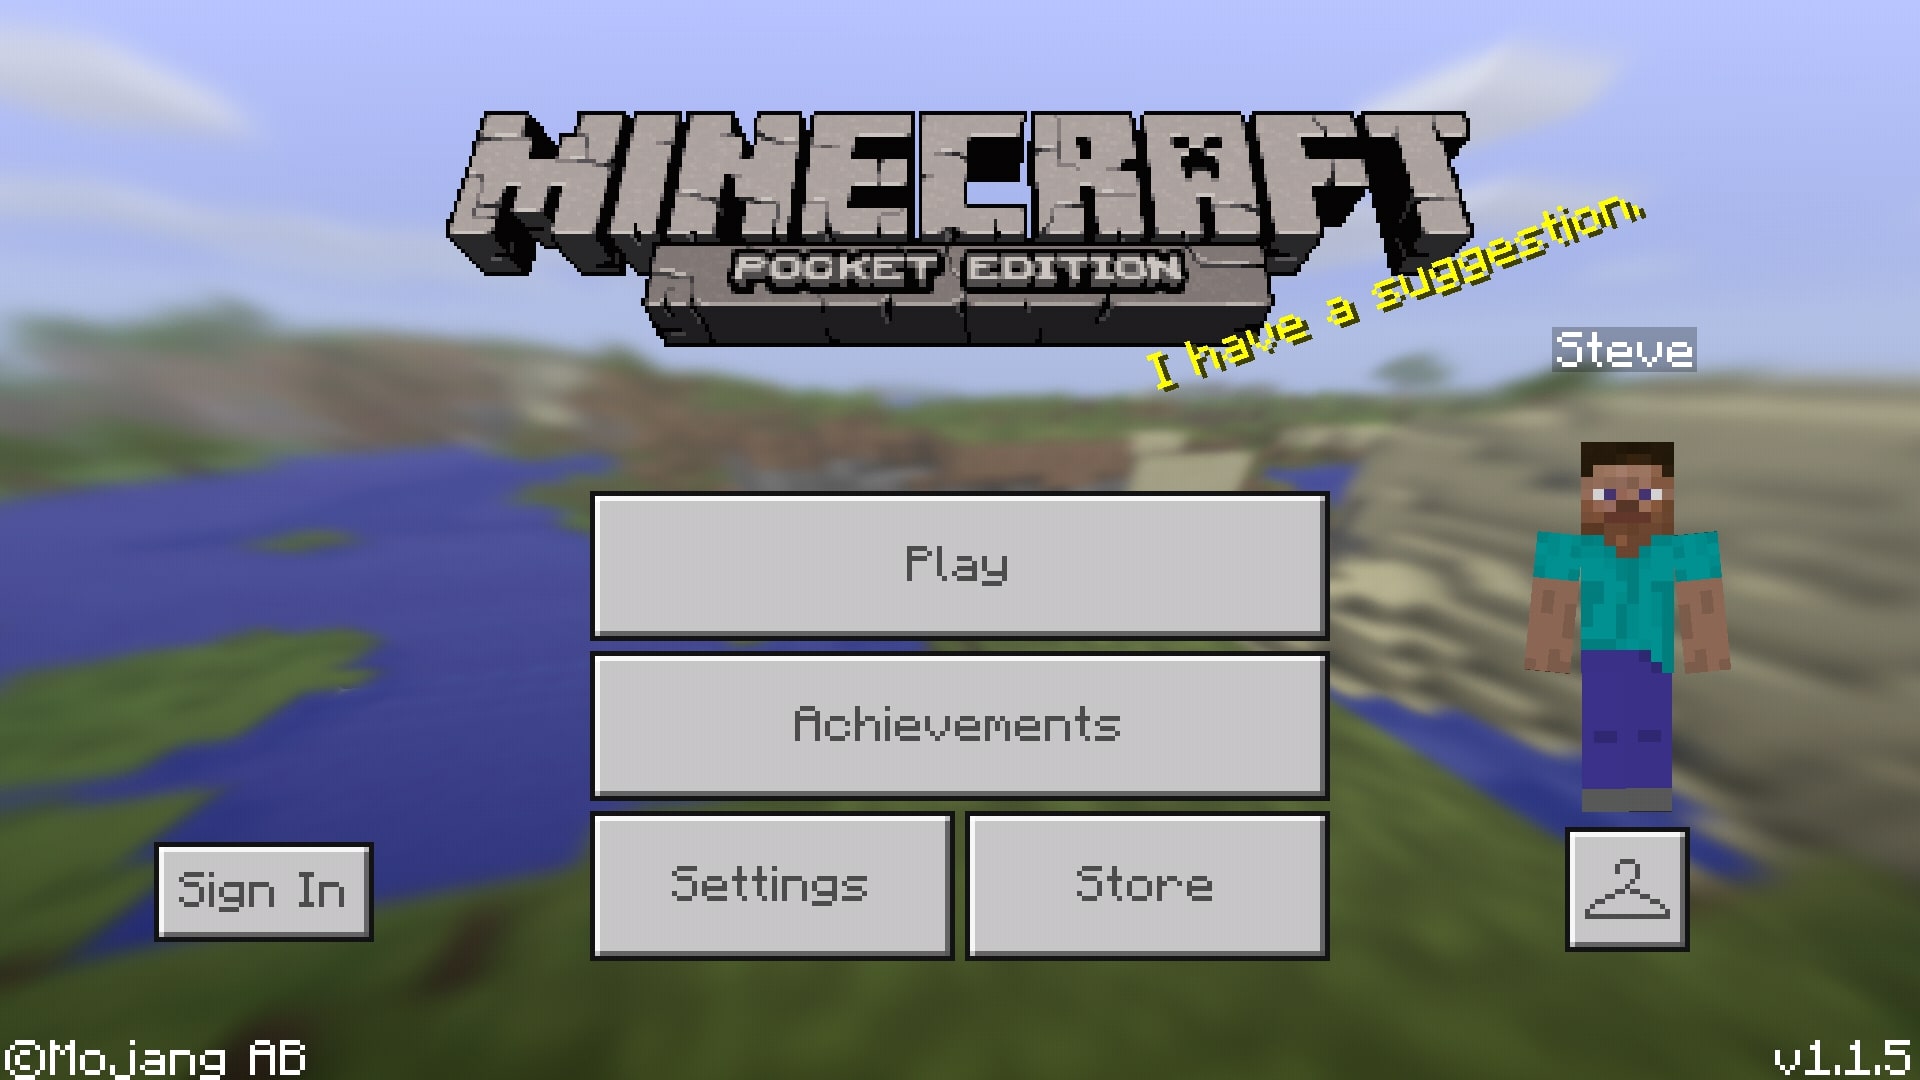 MINECRAFT
POCKET EDITION
I have a suggestion.
Steve
Play
Achievements
Settings
Store
Sign In
©Mojang AB
v1.1.5